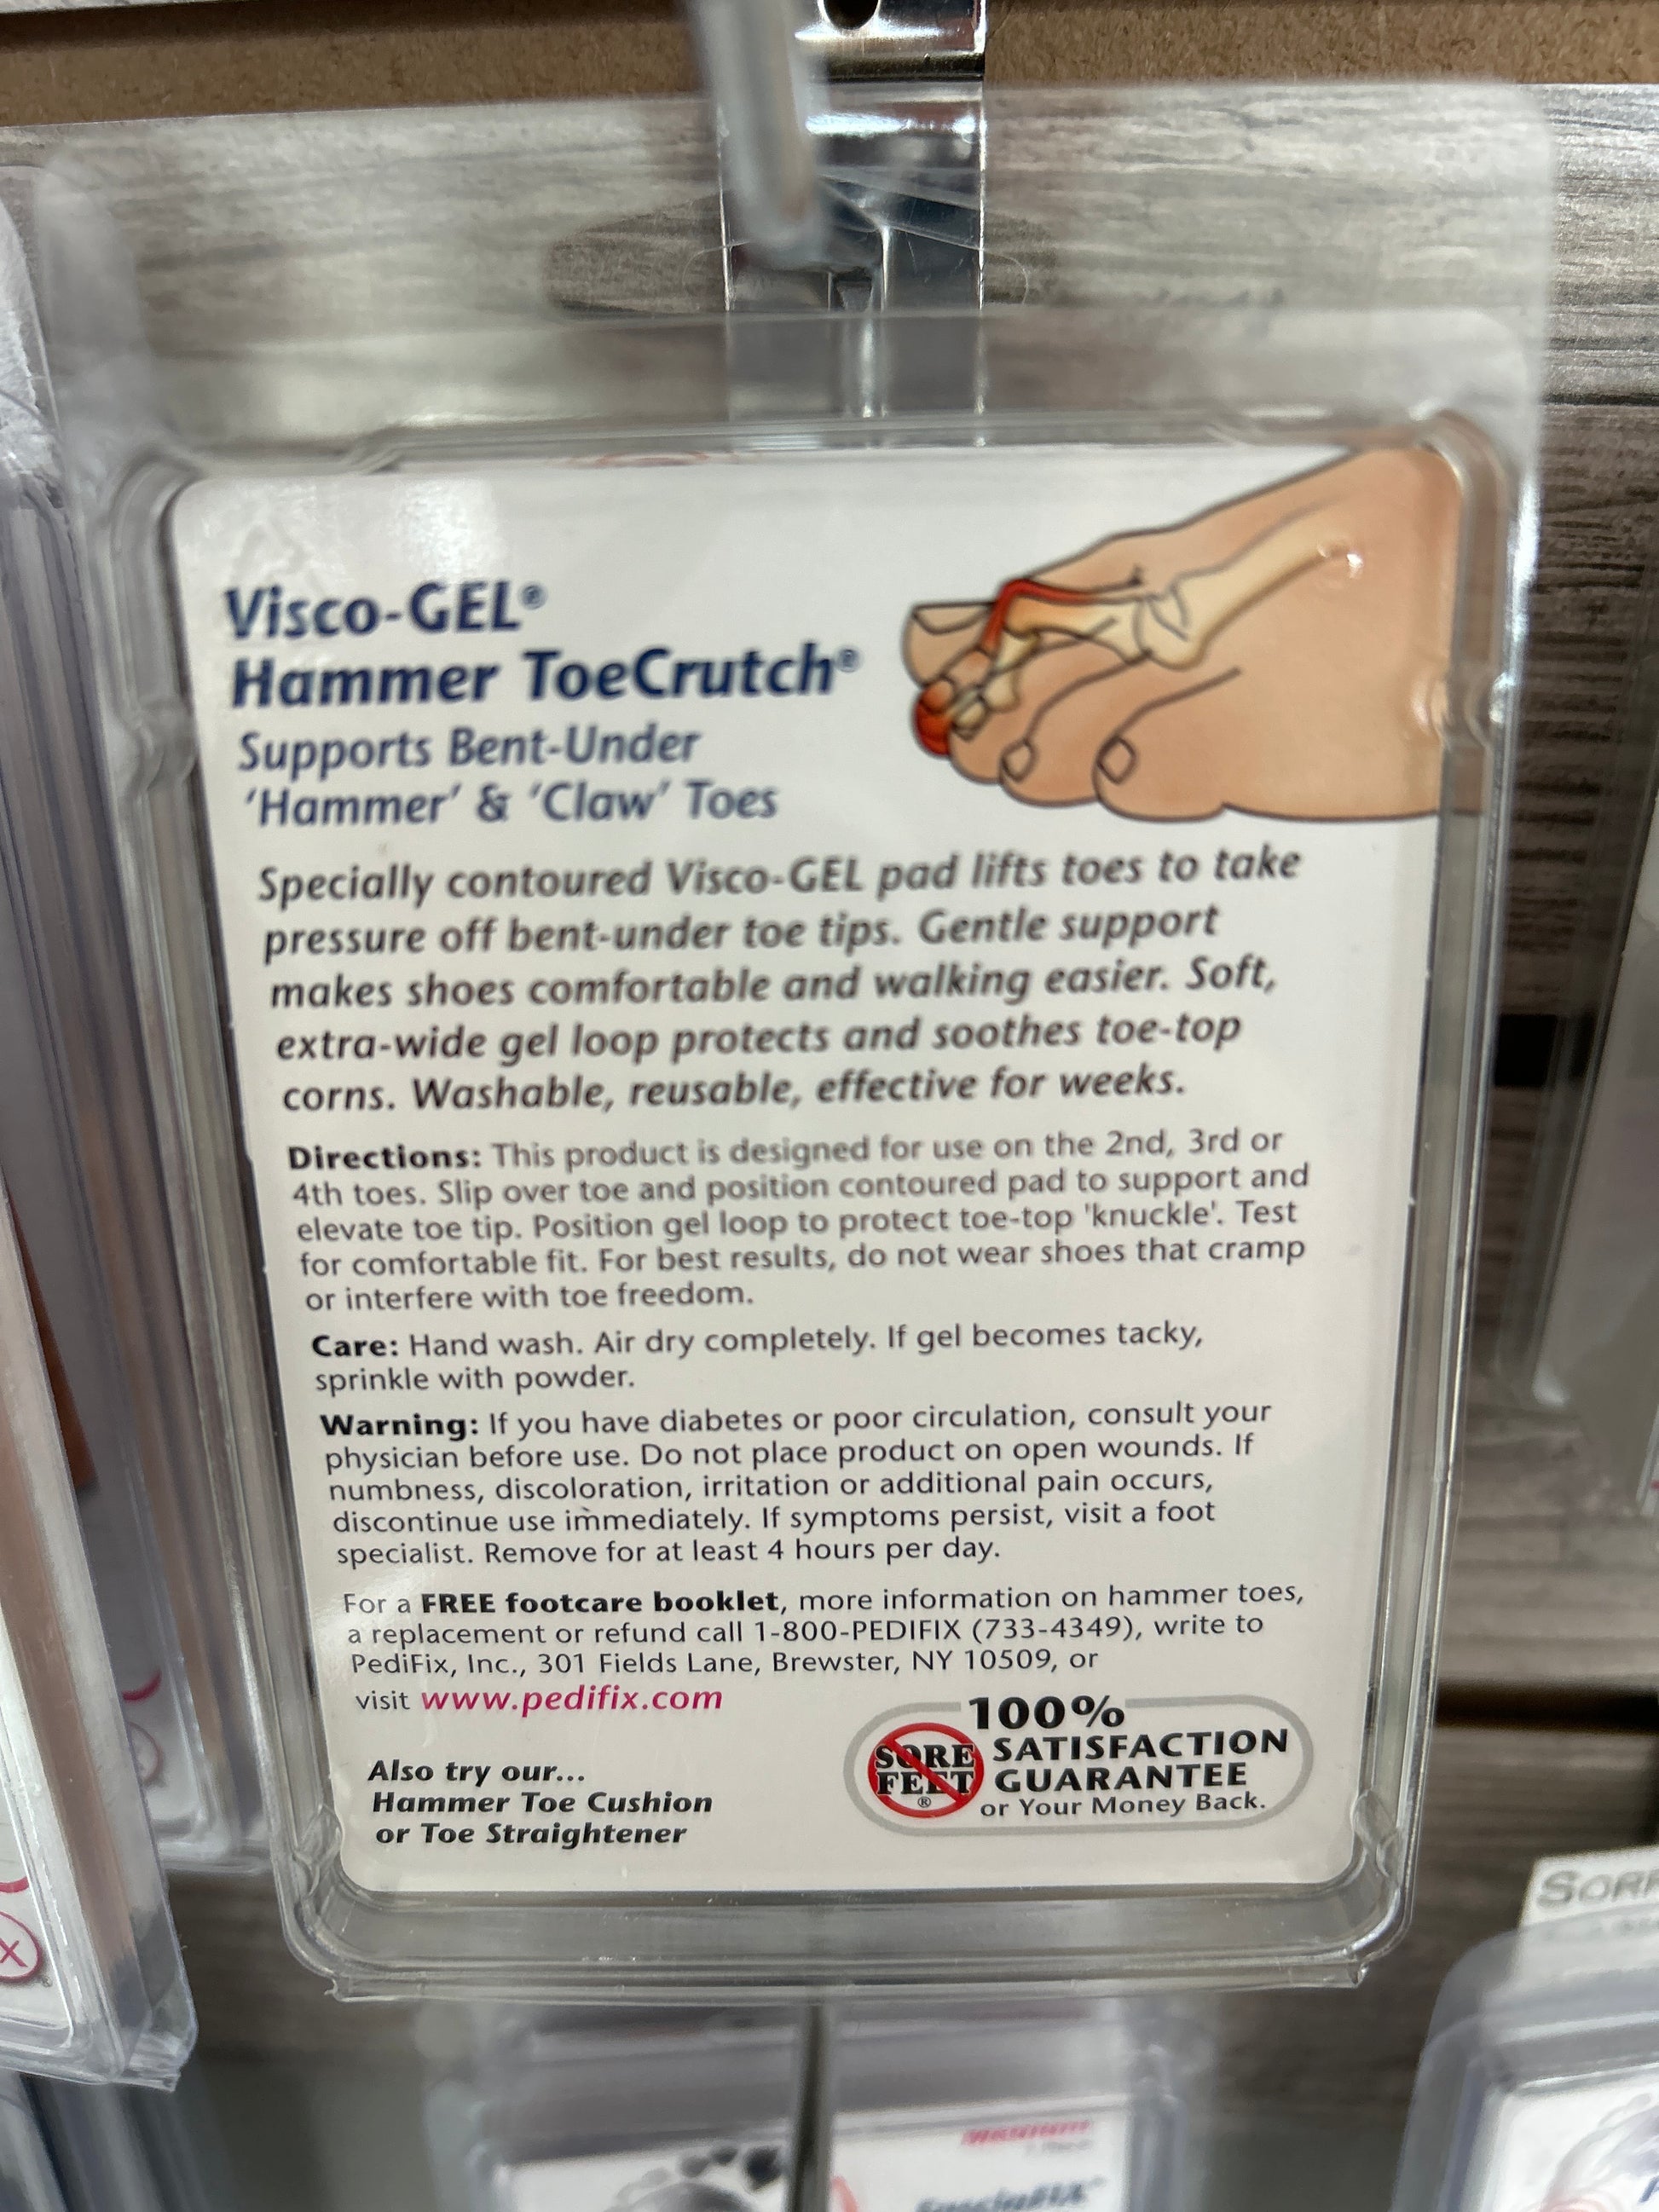 Visco-GEL®
Hammer ToeCrutch®
Supports Bent-Under
'Hammer' & 'Claw' Toes
Specially contoured Visco-GEL pad lifts toes to take
pressure off bent-under toe tips. Gentle support
makes shoes comfortable and walking easier. Soft,
extra-wide gel loop protects and soothes toe-top
corns. Washable, reusable, effective for weeks.
Directions: This product is designed for use on the 2nd, 3rd or
4th toes. Slip over toe and position contoured pad to support and
elevate toe tip. Position gel loop to protect toe-top 'knuckle'. Test
for comfortable fit. For best results, do not wear shoes that cramp
or interfere with toe freedom.
Care: Hand wash. Air dry completely. If gel becomes tacky,
sprinkle with powder.
Warning: If you have diabetes or poor circulation, consult your
physician before use. Do not place product on open wounds. If
numbness, discoloration, irritation or additional pain occurs,
discontinue use immediately. If symptoms persist, visit a foot
specialist. Remove for at least 4 hours per day.
For a FREE footcare booklet, more information on hammer toes,
a replacement or refund call 1-800-PEDIFIX (733-4349), write to
PediFix, Inc., 301 Fields Lane, Brewster, NY 10509, or
visit www.pedifix.com
Also try our...
Hammer Toe Cushion
or Toe Straightener
SORE
FEET
®
100%
SATISFACTION
GUARANTEE
or Your Money Back.